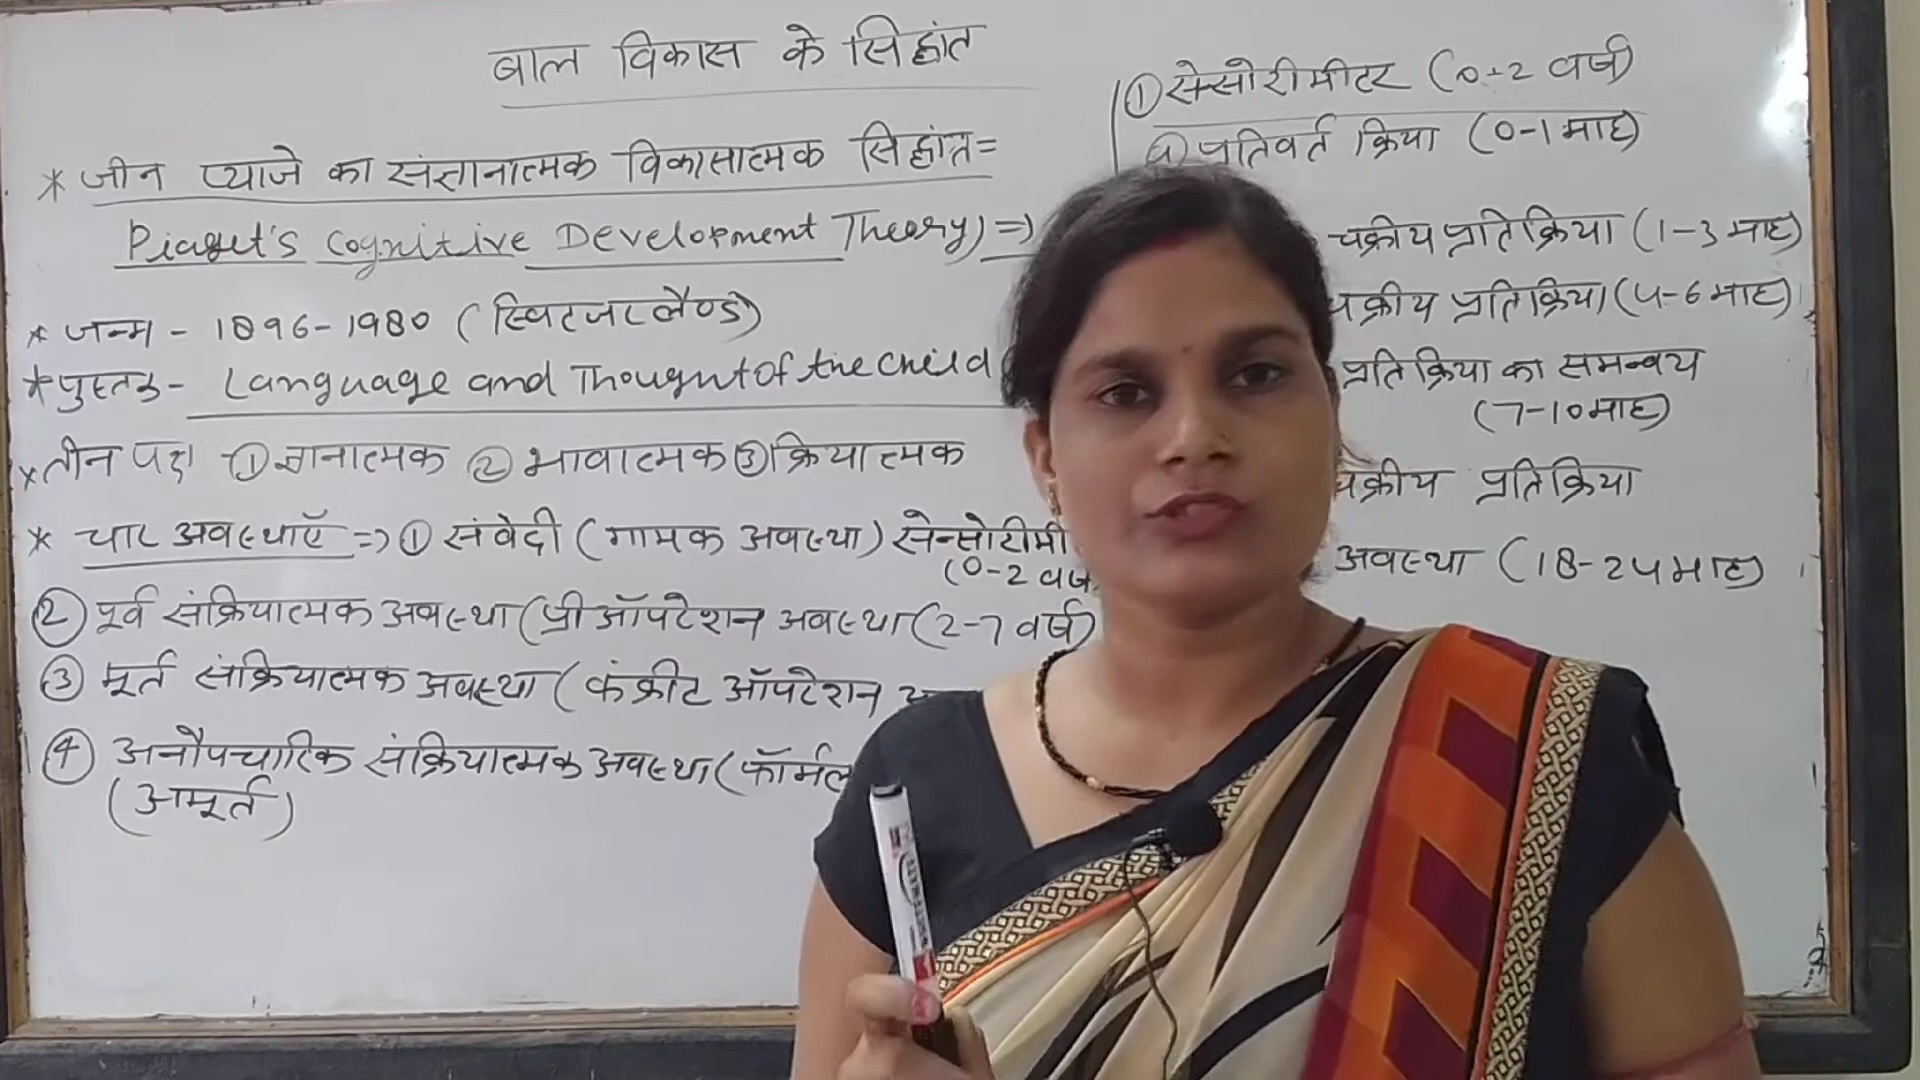 बाल विकास के सिद्धांत
* जीन प्याजे का संज्ञानात्मक विकासात्मक सिद्धांत =
Piaget's Cognitive Development Theory) =>
* जन्म - 1896-1980 (स्विटजरलैण्ड)
* पुस्तक - Language and Thought of the Child
* तीन पक्ष ① ज्ञानात्मक ② भावात्मक ③ क्रियात्मक
* चार अवस्थाएँ => ① संवेदी (गामक अवस्था) सेन्सोरीमी
(0-2 वर्ष
② पूर्व संक्रियात्मक अवस्था (प्री ऑपरेशन अवस्था (2-7 वर्ष)
③ मूर्त संक्रियात्मक अवस्था (कंक्रीट ऑपरेशन
④ अनौपचारिक संक्रियात्मक अवस्था (फॉर्मल
(अमूर्त)
① सेन्सोरीमीटर (0-2 वर्ष)
प्रतिवर्त क्रिया (0-1 माह)
चक्रीय प्रतिक्रिया (1-3 माह)
चक्रीय प्रतिक्रिया (4-6 माह)
प्रतिक्रिया का समन्वय
(7-10 माह)
चक्रीय प्रतिक्रिया
अवस्था (18-24 माह)